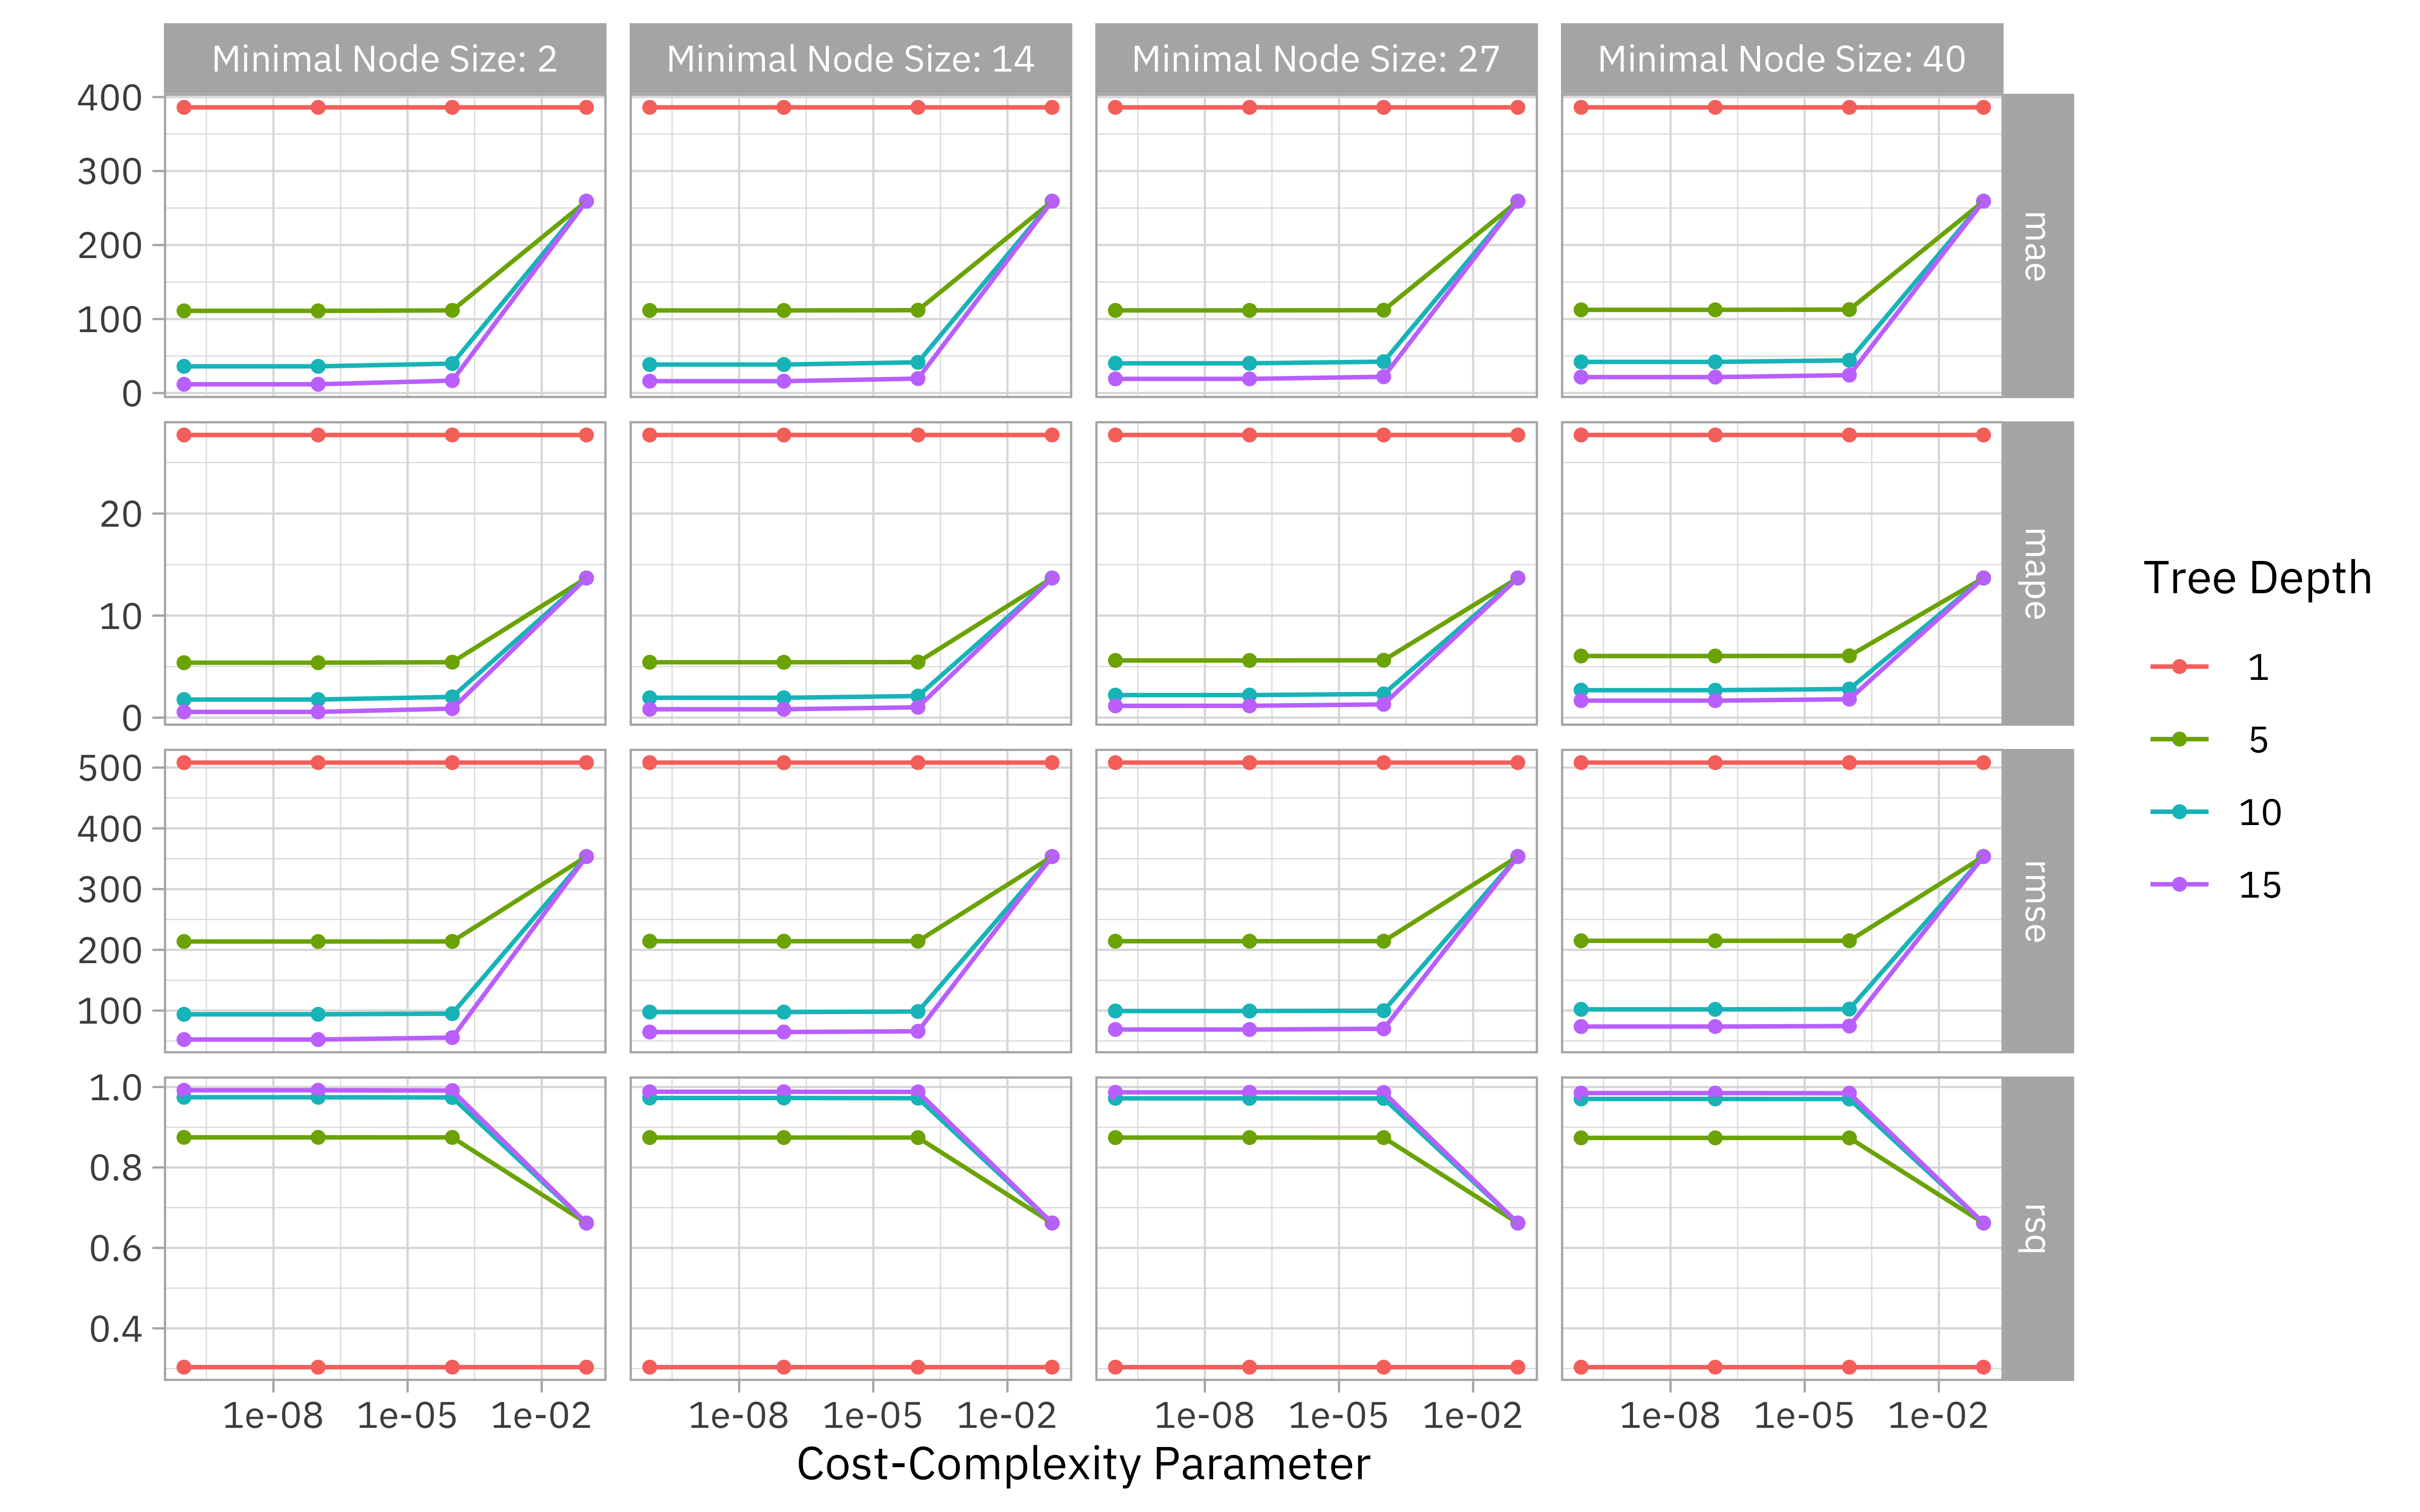 Minimal Node Size: 2
Minimal Node Size: 14
Minimal Node Size: 27
Minimal Node Size: 40
400
300
200
100
0
mae
20
10
0
mape
500
400
300
200
100
rmse
1.0
0.8
0.6
0.4
rsq
1e-08 1e-05 1e-02
1e-08 1e-05 1e-02
1e-08 1e-05 1e-02
1e-08 1e-05 1e-02
Cost-Complexity Parameter
Tree Depth
1
5
10
15